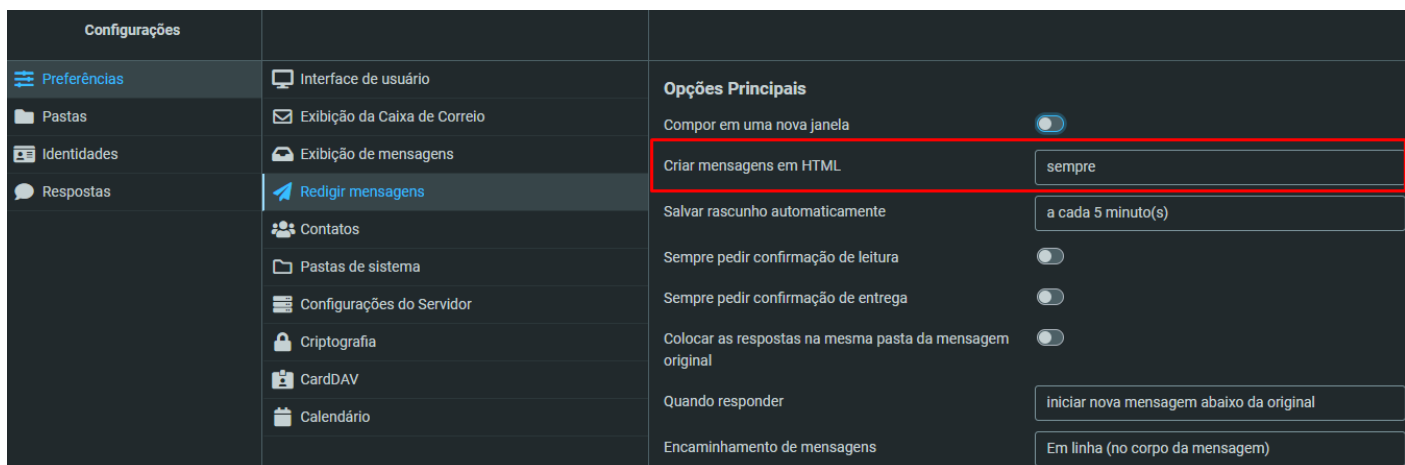 Configurações
Preferências
Pastas
Identidades
Respostas
Interface de usuário
Exibição da Caixa de Correio
Exibição de mensagens
Redigir mensagens
Contatos
Pastas de sistema
Configurações do Servidor
Criptografia
CardDAV
Calendário
Opções Principais
Compor em uma nova janela
Criar mensagens em HTML
sempre
Salvar rascunho automaticamente
a cada 5 minuto(s)
Sempre pedir confirmação de leitura
Sempre pedir confirmação de entrega
Colocar as respostas na mesma pasta da mensagem
original
Quando responder
iniciar nova mensagem abaixo da original
Encaminhamento de mensagens
Em linha (no corpo da mensagem)